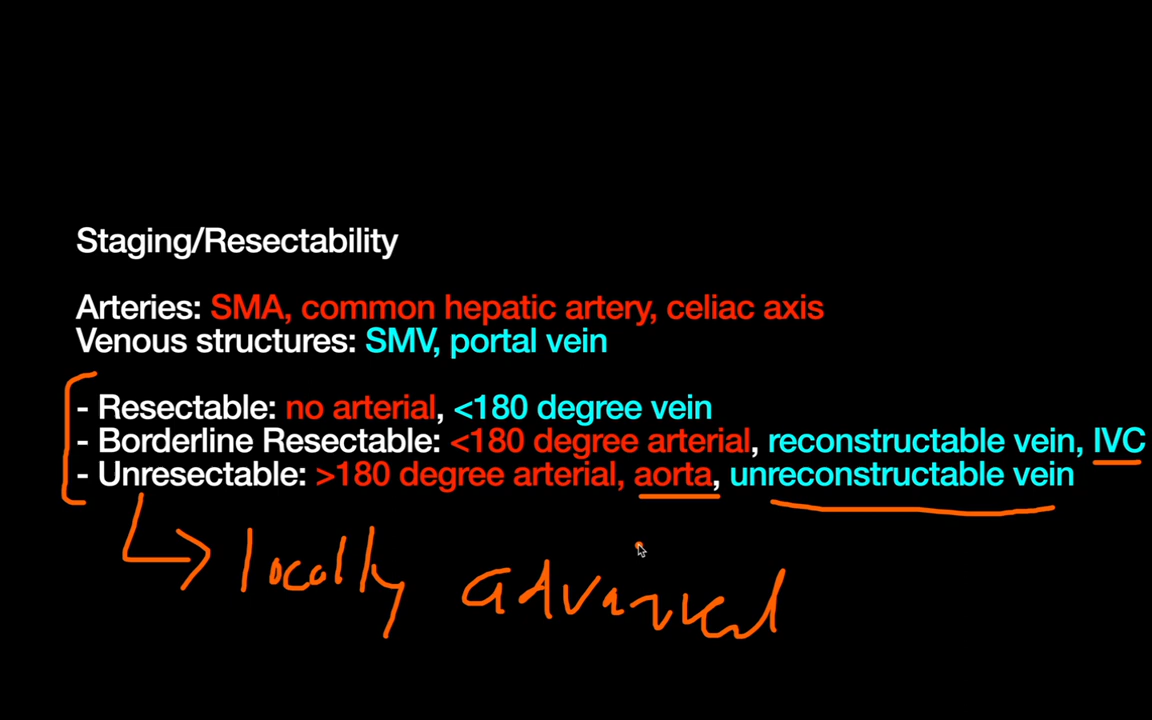 Staging/Resectability
Arteries: SMA, common hepatic artery, celiac axis
Venous structures: SMV, portal vein
- Resectable: no arterial, <180 degree vein
- Borderline Resectable: <180 degree arterial, reconstructable vein, IVC
- Unresectable: >180 degree arterial, aorta, unreconstructable vein
locally advanced